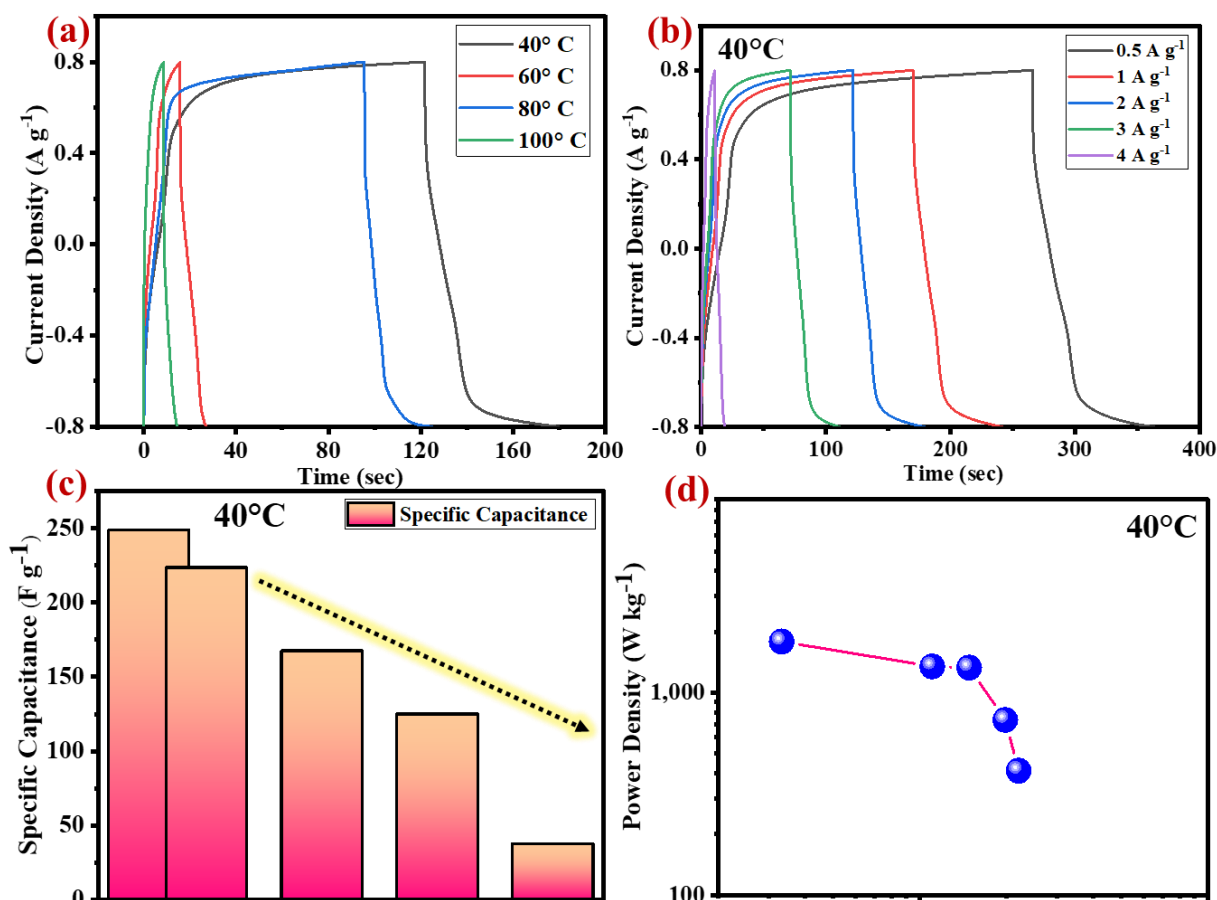 (a)
40° C
60° C
80° C
100° C
Current Density (A g⁻¹)
0.8
0.4
0.0
-0.4
-0.8
0 40 80 120 160 200
Time (sec)
(b)
40°C
0.5 A g⁻¹
1 A g⁻¹
2 A g⁻¹
3 A g⁻¹
4 A g⁻¹
Current Density (A g⁻¹)
0.8
0.4
0.0
-0.4
-0.8
0 100 200 300 400
Time (sec)
(c)
40°C
Specific Capacitance
Specific Capacitance (F g⁻¹)
250
200
150
100
50
0
(d)
40°C
Power Density (W kg⁻¹)
1,000
100